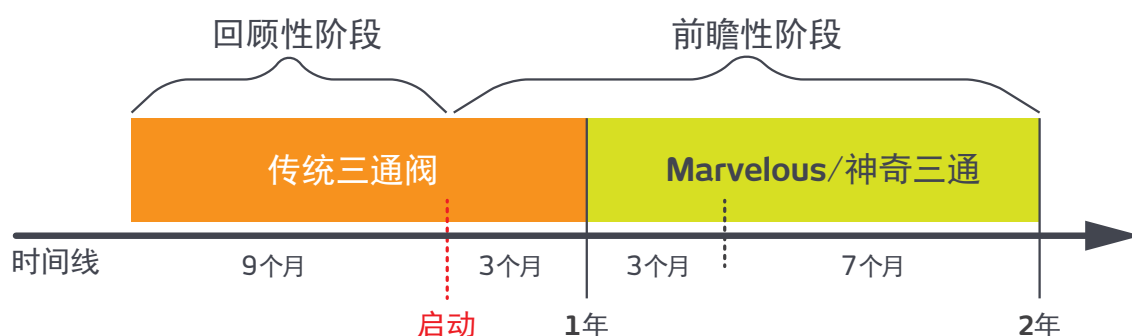 回顾性阶段 前瞻性阶段
传统三通阀 Marvelous/神奇三通
时间线 9个月 3个月 3个月 7个月
启动 1年 2年